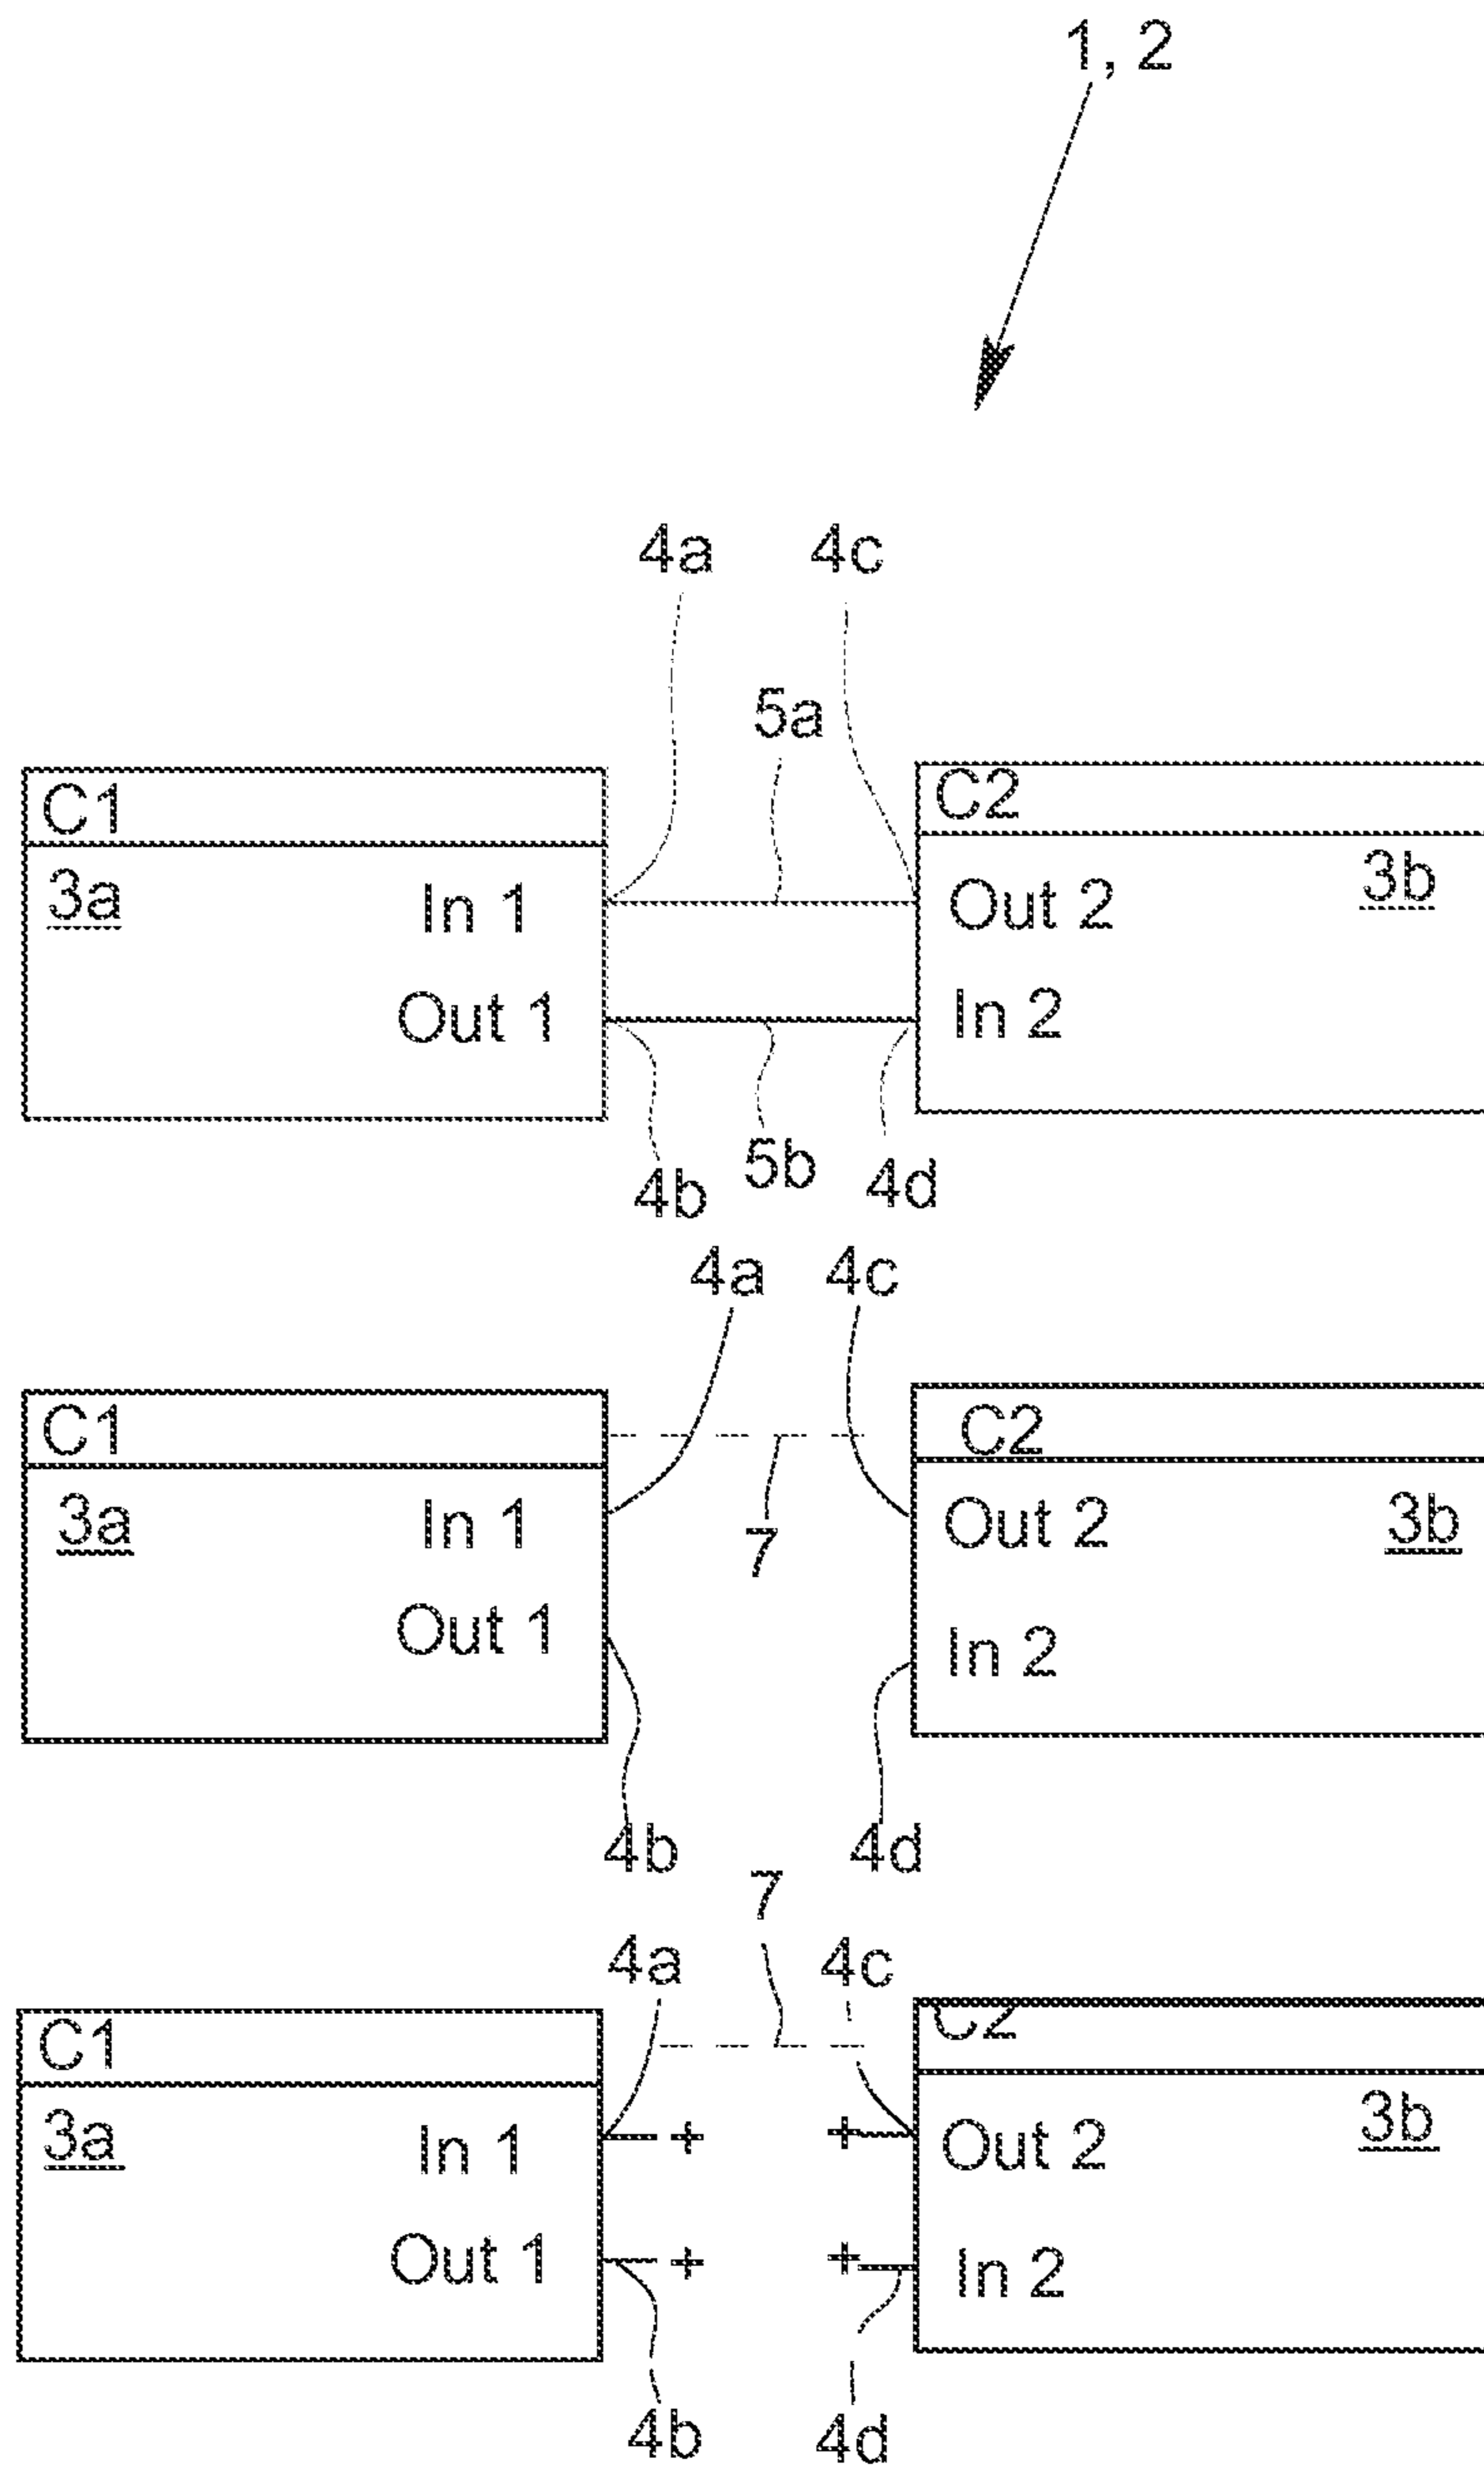 1, 2
4a 4c
5a
C1 C2
3a In 1 Out 2 3b
Out 1 In 2
4b 5b 4d
4a 4c
C1 C2
3a In 1 7 Out 2 3b
Out 1 In 2
4b 4d
7
4a 4c
C1 C2
3a In 1 + + Out 2 3b
Out 1 + + In 2
4b 4d